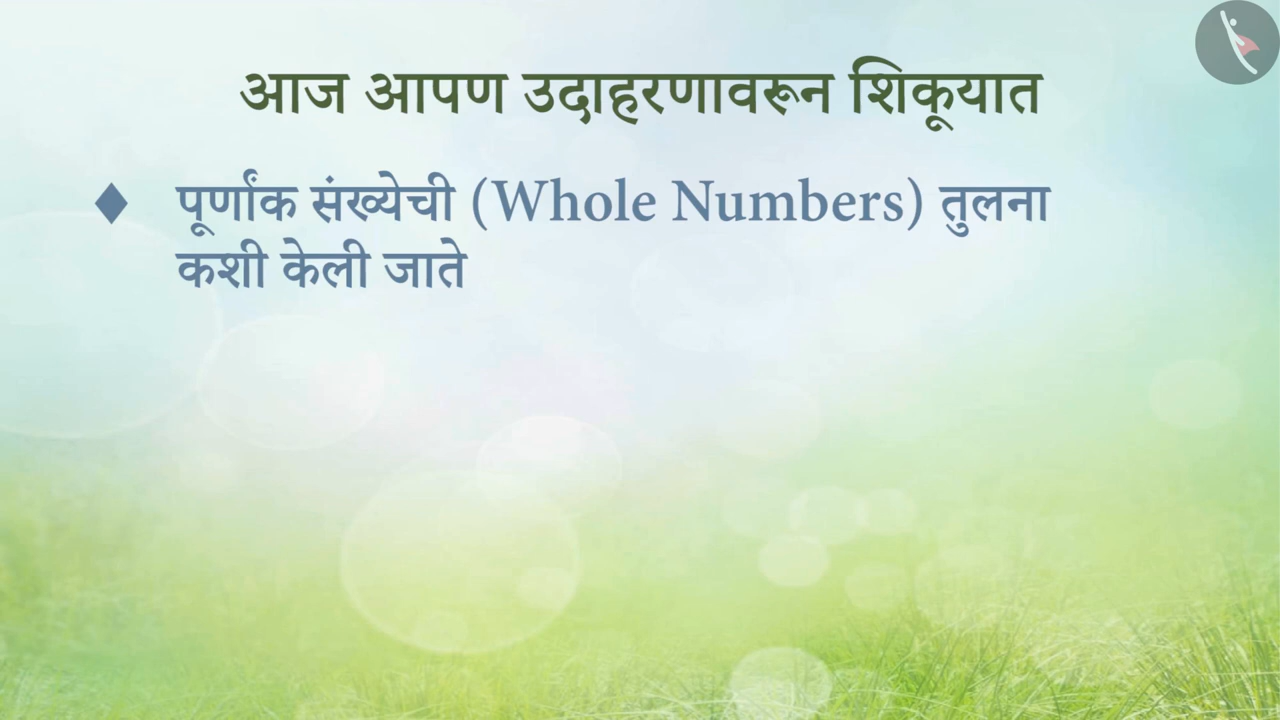 आज आपण उदाहरणावरून शिकूयात
♦ पूर्णांक संख्येची (Whole Numbers) तुलना
कशी केली जाते